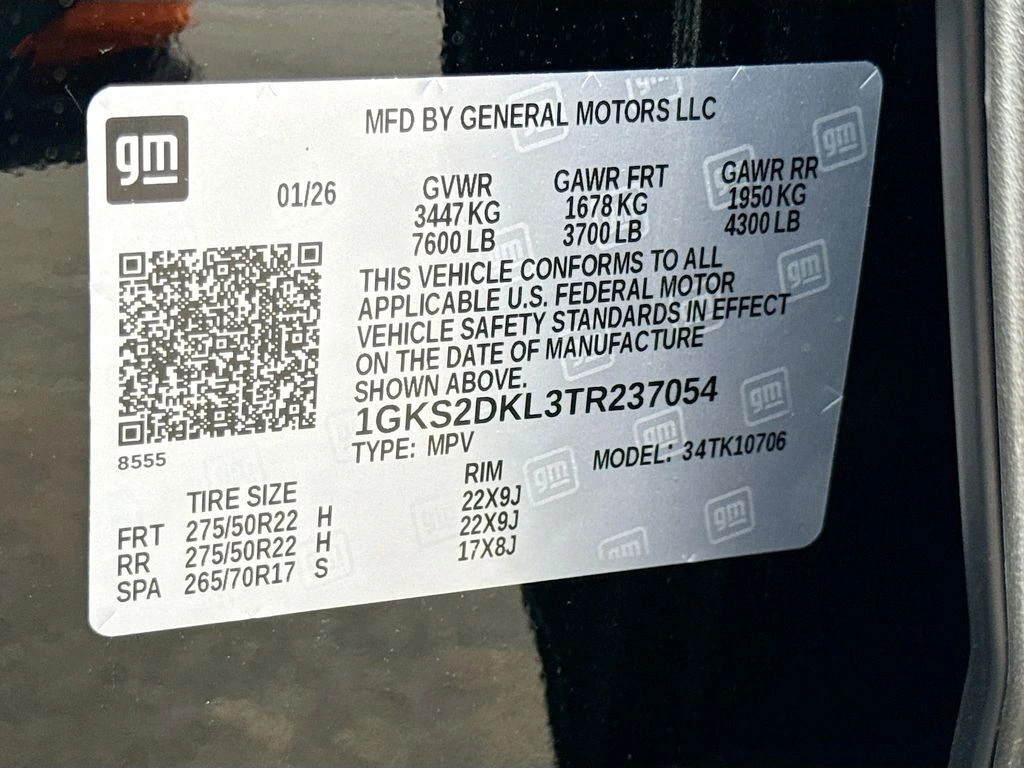 gm
MFD BY GENERAL MOTORS LLC
01/26 GVWR GAWR FRT GAWR RR
3447 KG 1678 KG 1950 KG
7600 LB 3700 LB 4300 LB
THIS VEHICLE CONFORMS TO ALL
APPLICABLE U.S. FEDERAL MOTOR
VEHICLE SAFETY STANDARDS IN EFFECT
ON THE DATE OF MANUFACTURE
SHOWN ABOVE.
1GKS2DKL3TR237054
8555
TYPE: MPV MODEL: 34TK10706
TIRE SIZE RIM
FRT 275/50R22 H 22X9J
RR 275/50R22 H 22X9J
SPA 265/70R17 S 17X8J